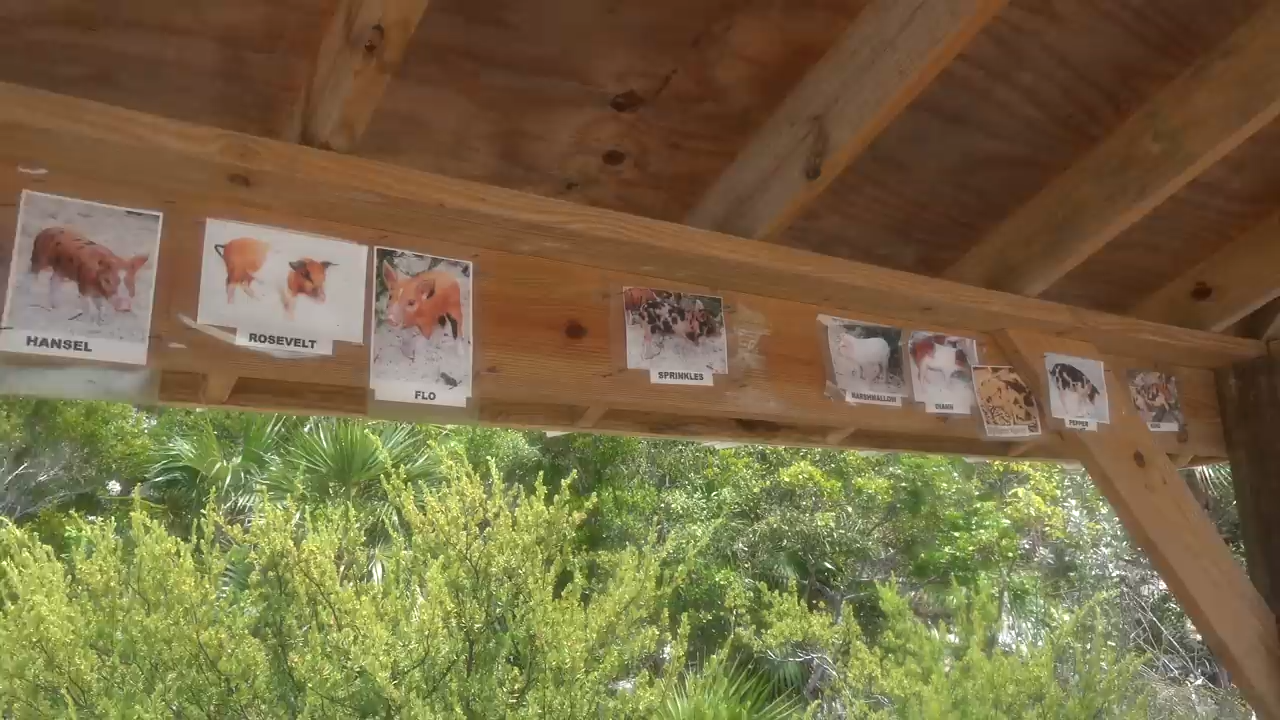 HANSEL
ROSEVELT
FLO
SPRINKLES
MARSHMALLOW
PEPPER